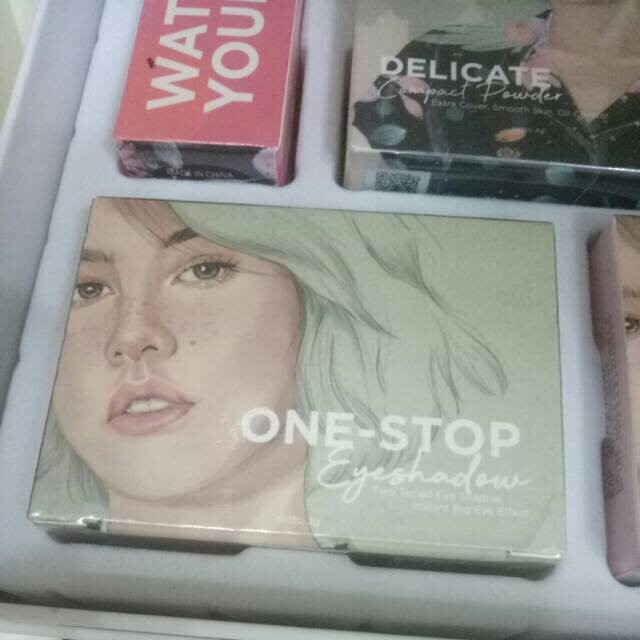 WAT
YOU
MADE IN CHINA
DELICATE
Compact Powder
Extra Cover, Smooth Skin, Oil
ONE-STOP
Eyeshadow
Two Toned Eye Shadow
Instant Big Eye Effect